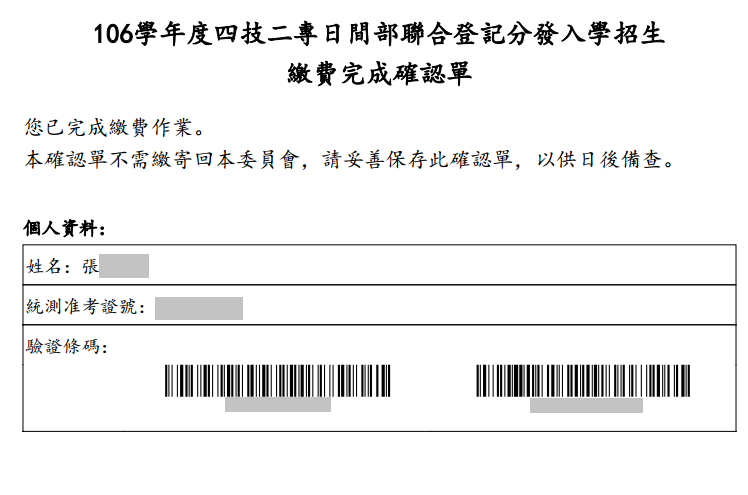 106學年度四技二專日間部聯合登記分發入學招生
繳費完成確認單
您已完成繳費作業。
本確認單不需繳寄回本委員會，請妥善保存此確認單，以供日後備查。
個人資料：
姓名：張
統測准考證號：
驗證條碼：